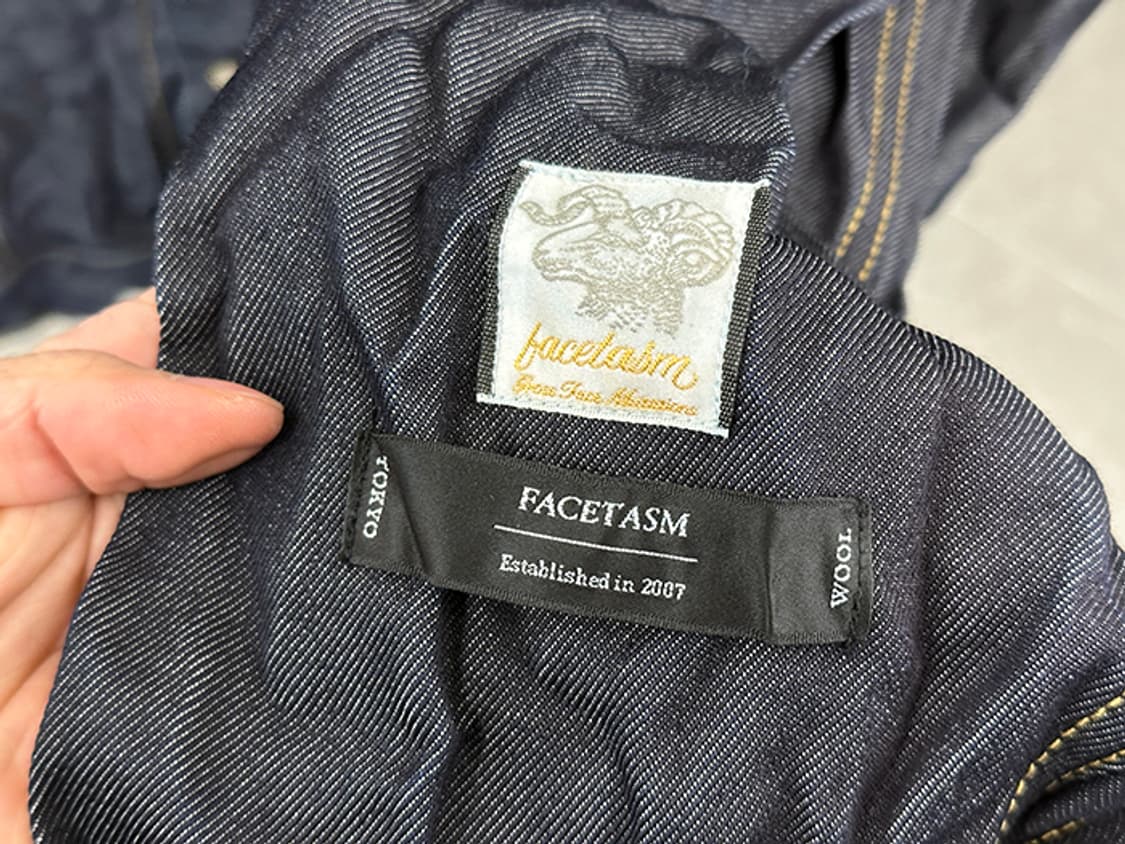 facetasm
TOKYO
FACETASM
Established in 2007
WOOL